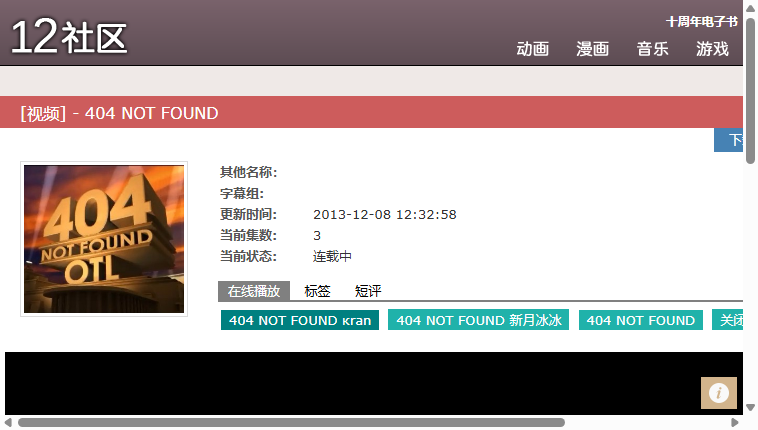 12社区
十周年电子书
动画 漫画 音乐 游戏
[视频] - 404 NOT FOUND
下
404
NOT FOUND
OTL
其他名称:
字幕组:
更新时间: 2013-12-08 12:32:58
当前集数: 3
当前状态: 连载中
在线播放 标签 短评
404 NOT FOUND кran 404 NOT FOUND 新月冰冰 404 NOT FOUND 关闭
i